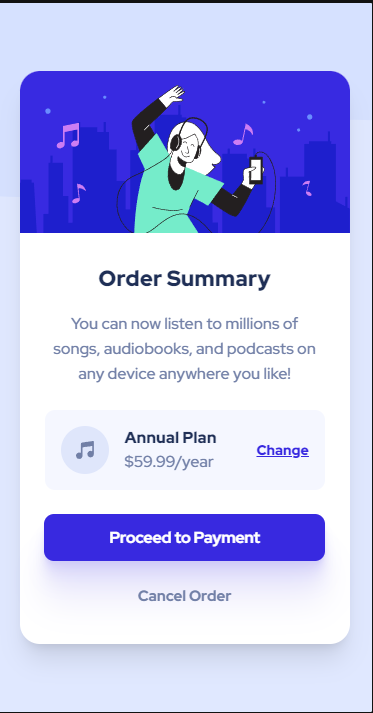 Order Summary
You can now listen to millions of
songs, audiobooks, and podcasts on
any device anywhere you like!
Annual Plan
$59.99/year
Change
Proceed to Payment
Cancel Order